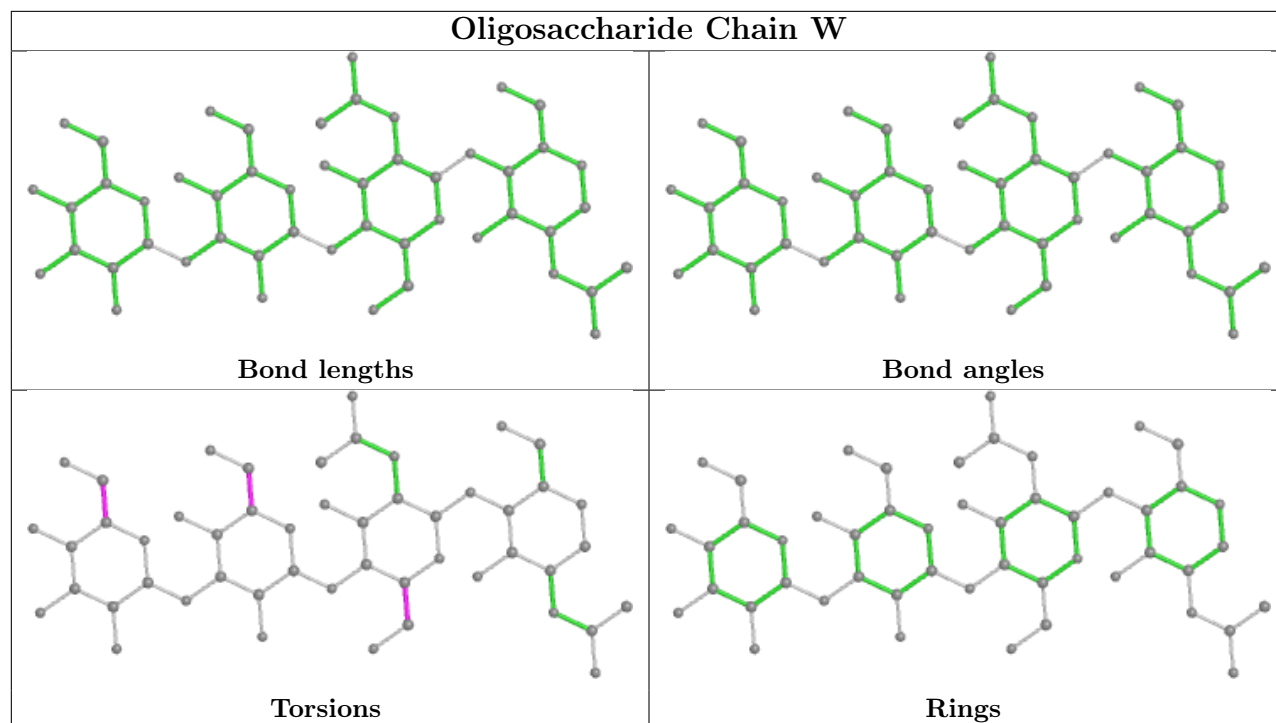 Oligosaccharide Chain W
Bond lengths
Bond angles
Torsions
Rings